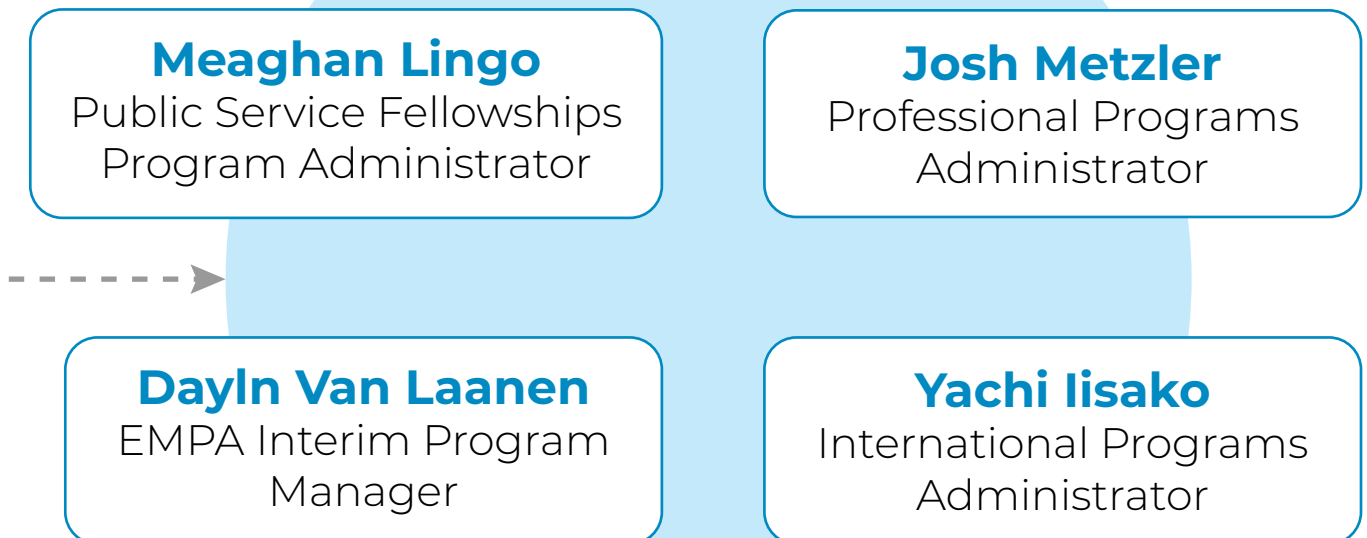 Meaghan Lingo
Public Service Fellowships
Program Administrator
Josh Metzler
Professional Programs
Administrator
Dayln Van Laanen
EMPA Interim Program
Manager
Yachi Iisako
International Programs
Administrator